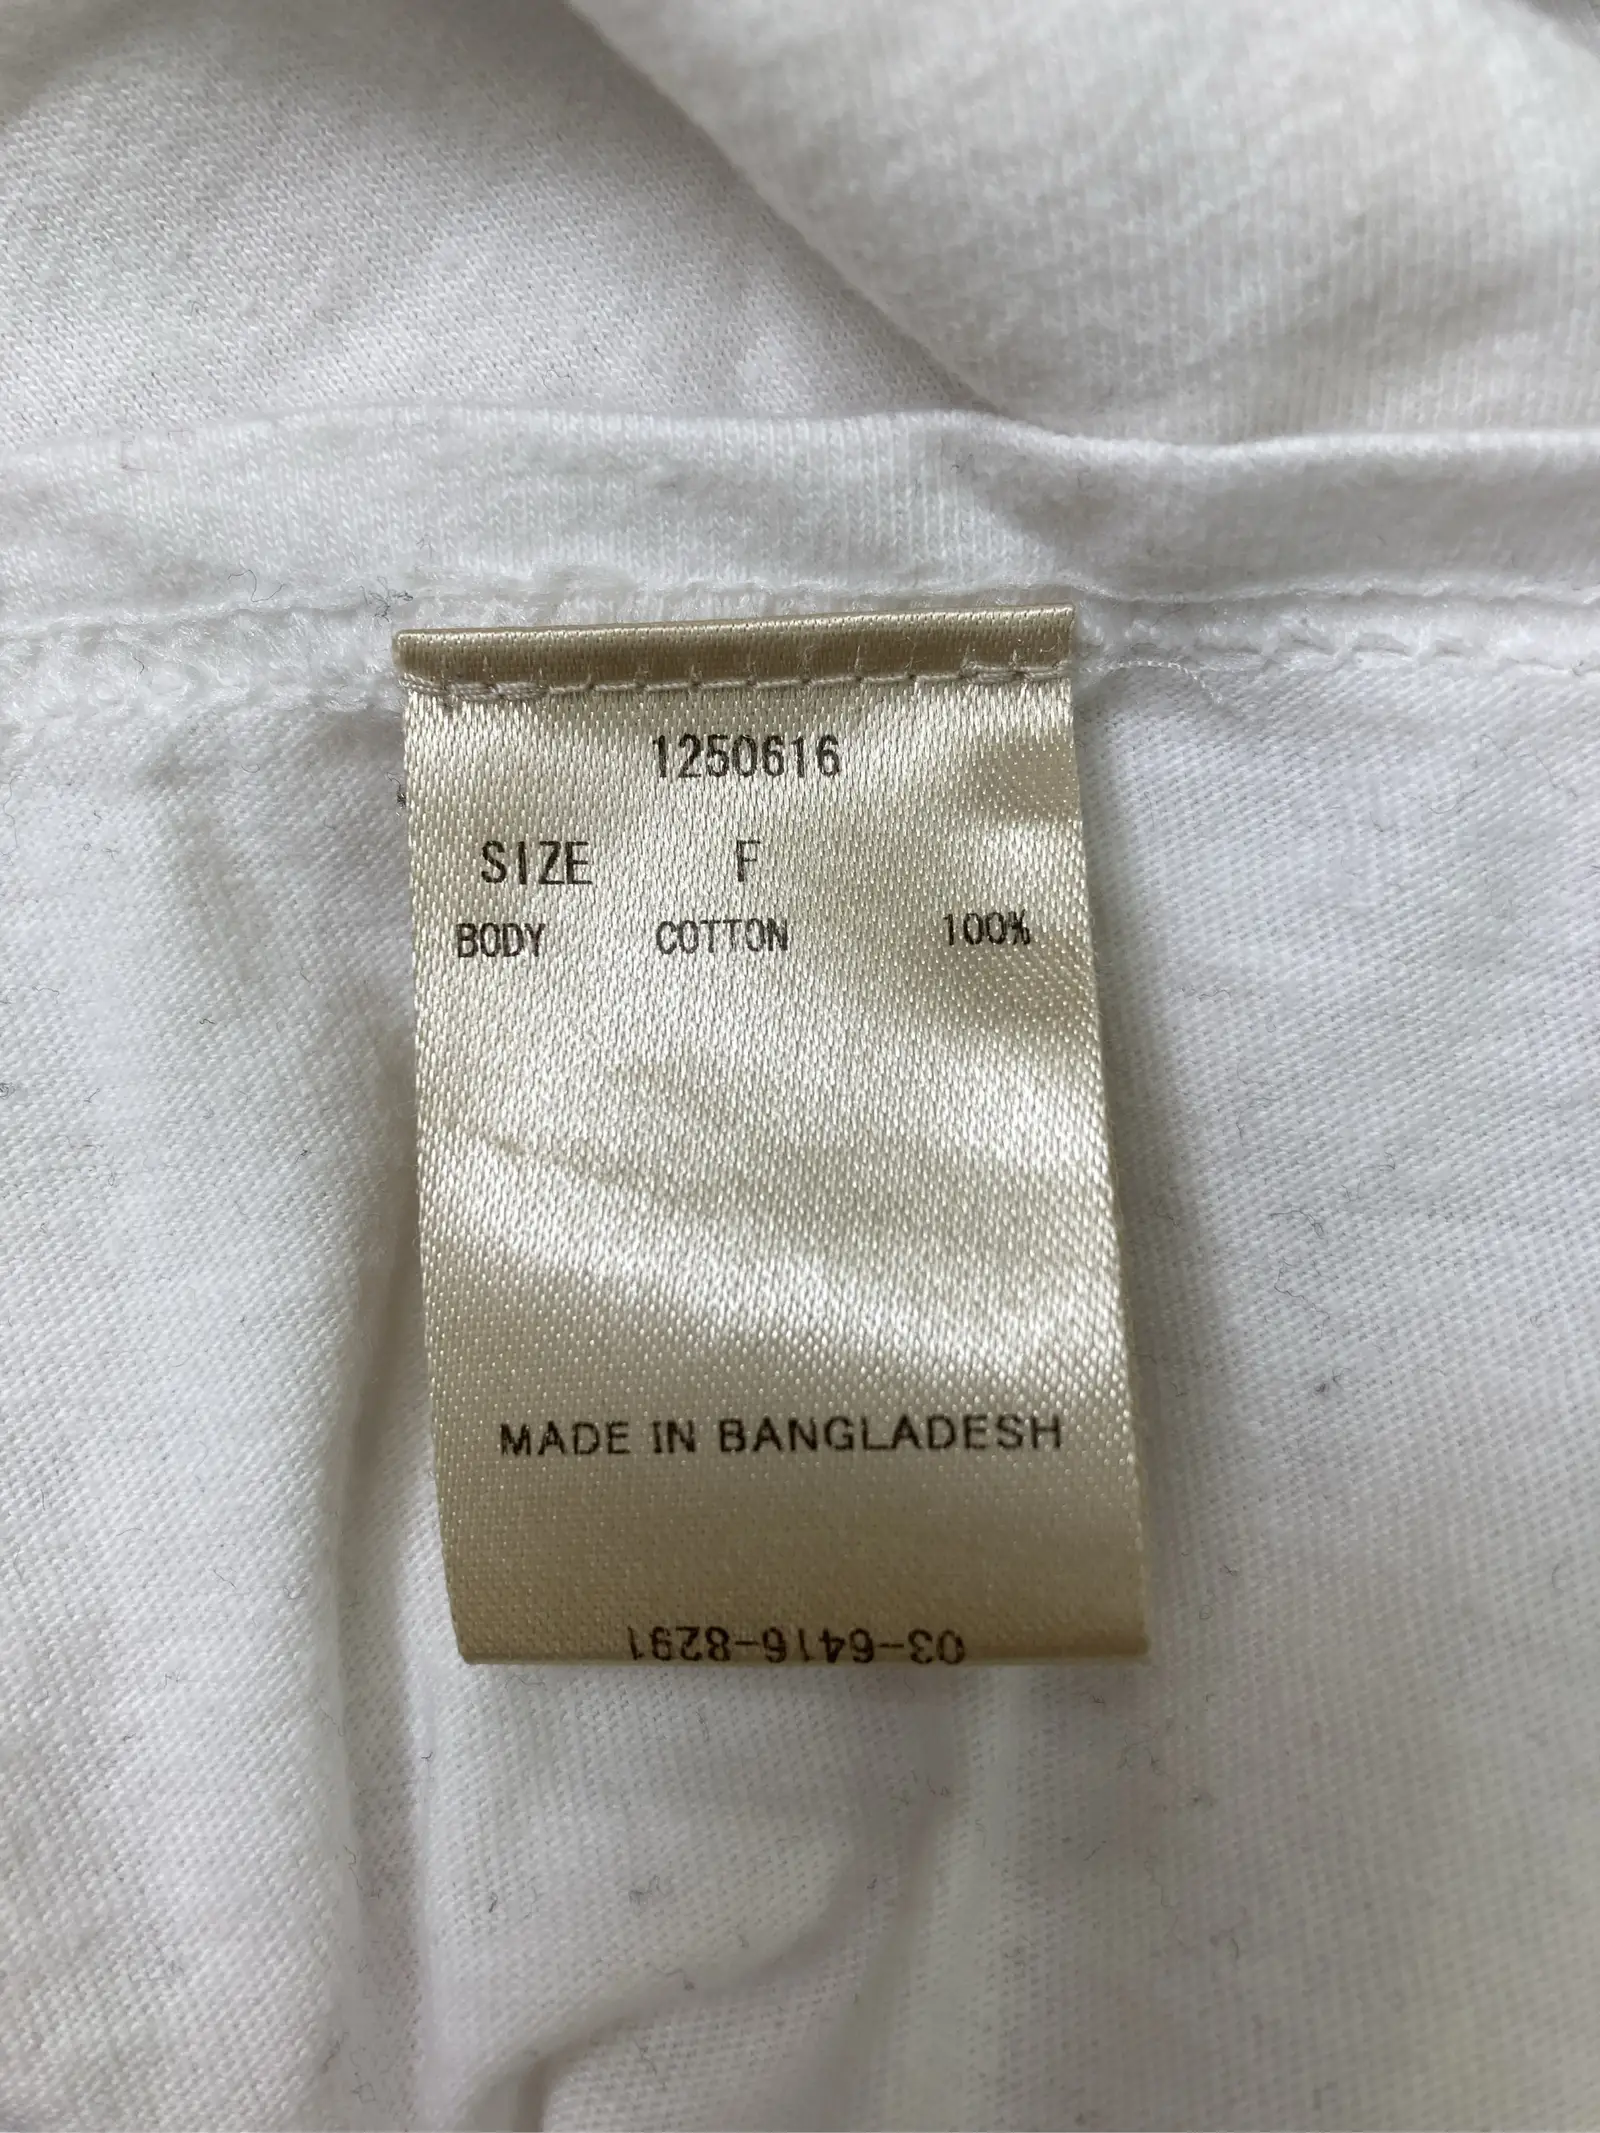 1250616
SIZE F
BODY COTTON 100%
MADE IN BANGLADESH
03-6416-8291